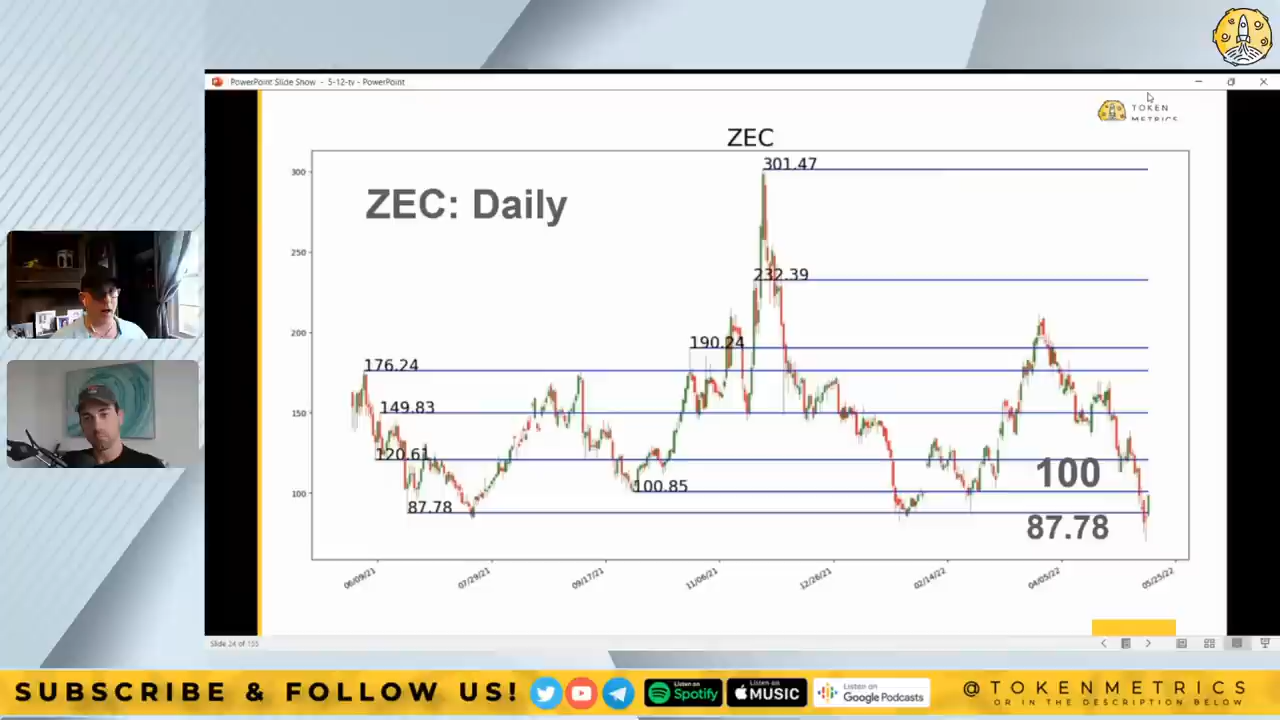 PowerPoint Slide Show - 5-12-tv - PowerPoint
TOKEN
METRICS
ZEC
ZEC: Daily
300
250
200
150
100
301.47
232.39
190.24
176.24
149.83
120.61
100.85
87.78
100
87.78
06/09/21
07/29/21
09/17/21
11/06/21
12/26/21
02/14/22
04/05/22
05/25/22
Slide 24 of 155
SUBSCRIBE & FOLLOW US!
Listen on
Spotify
Listen on
MUSIC
Listen on
Google Podcasts
@TOKENMETRICS
OR IN THE DESCRIPTION BELOW